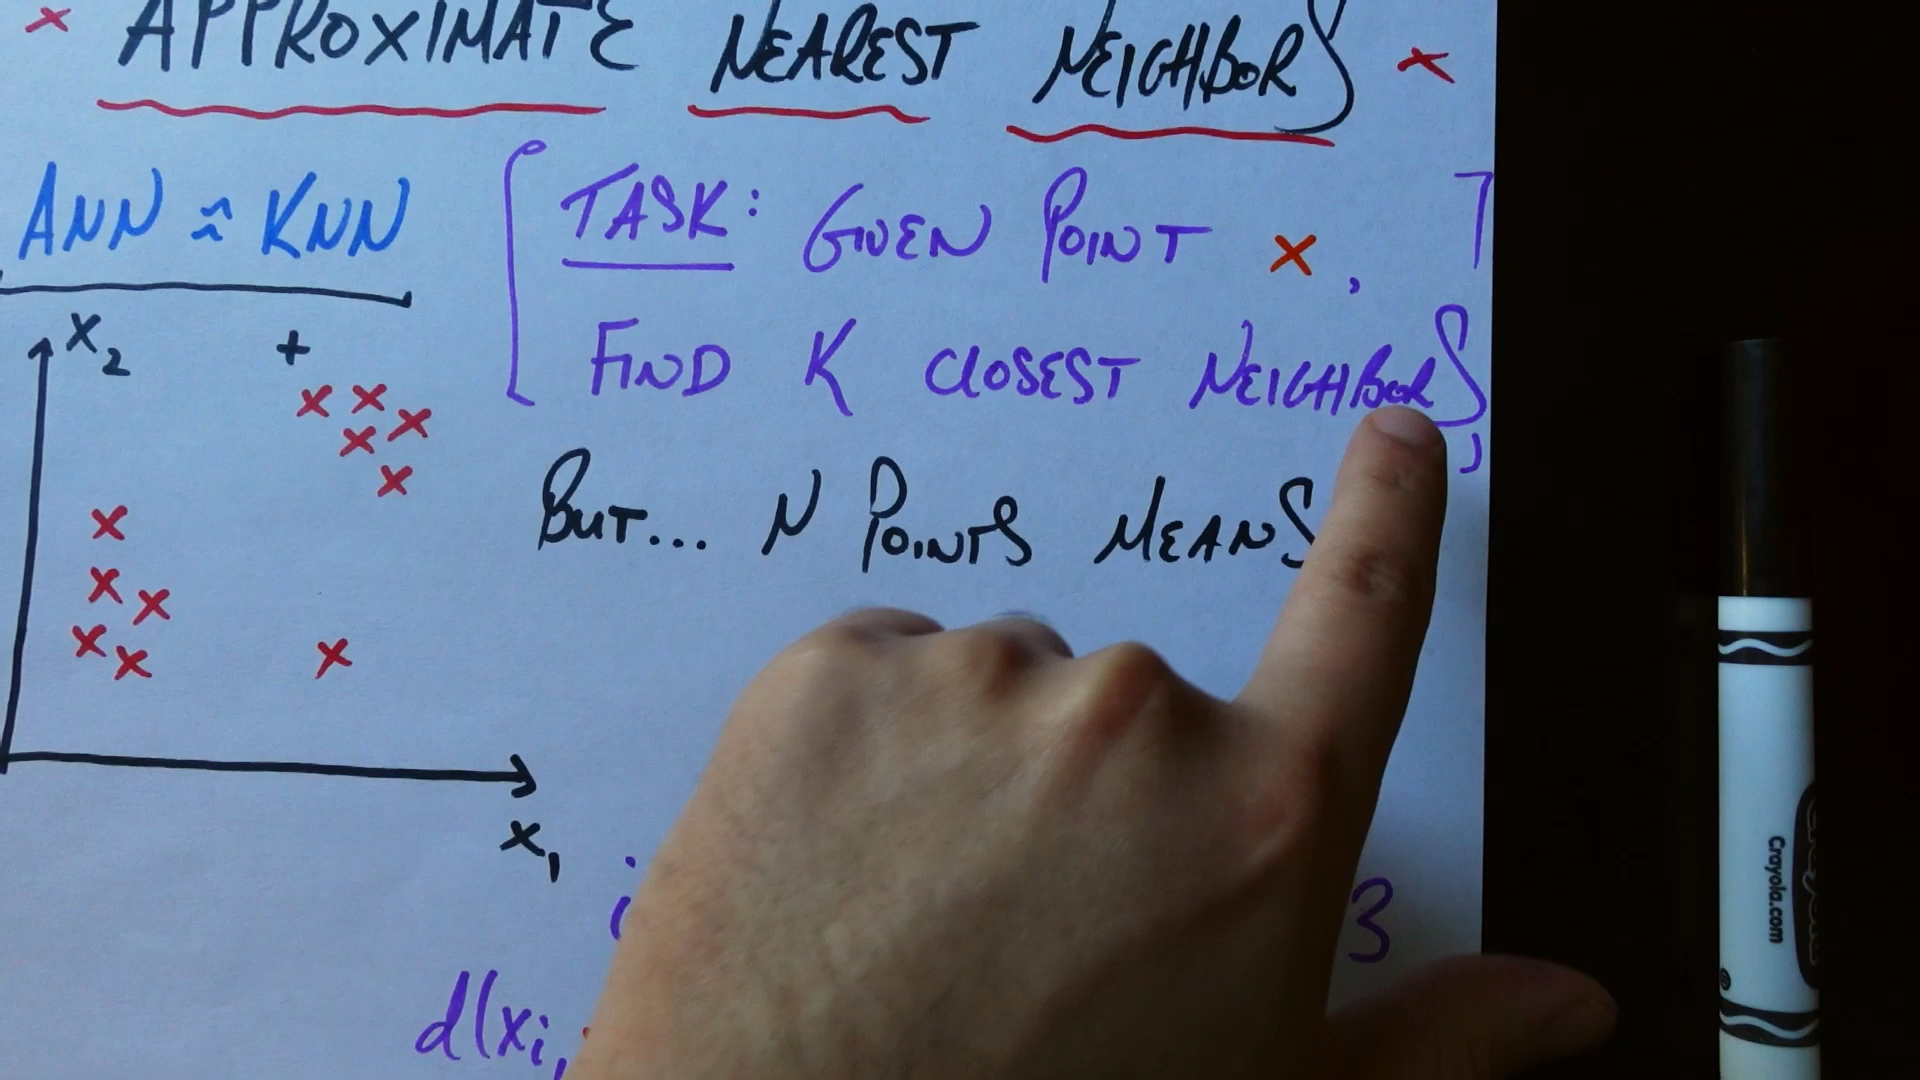 × APPROXIMATE NEAREST NEIGHBORS ×
ANN ≈ KNN
TASK: GIVEN POINT ×,
FIND K CLOSEST NEIGHBORS,
BUT... N POINTS MEANS
x2
x1
i
3
d(xi,
Crayola.com